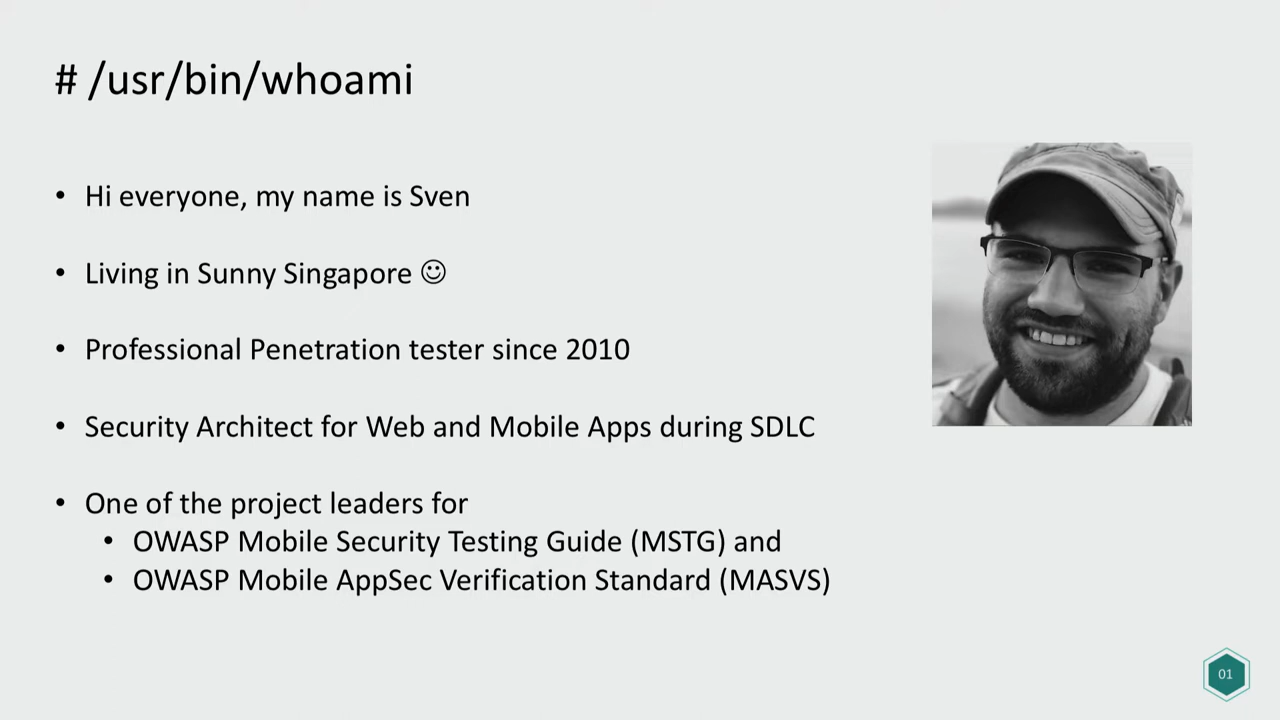 # /usr/bin/whoami
• Hi everyone, my name is Sven
• Living in Sunny Singapore ☺
• Professional Penetration tester since 2010
• Security Architect for Web and Mobile Apps during SDLC
• One of the project leaders for
• OWASP Mobile Security Testing Guide (MSTG) and
• OWASP Mobile AppSec Verification Standard (MASVS)
01